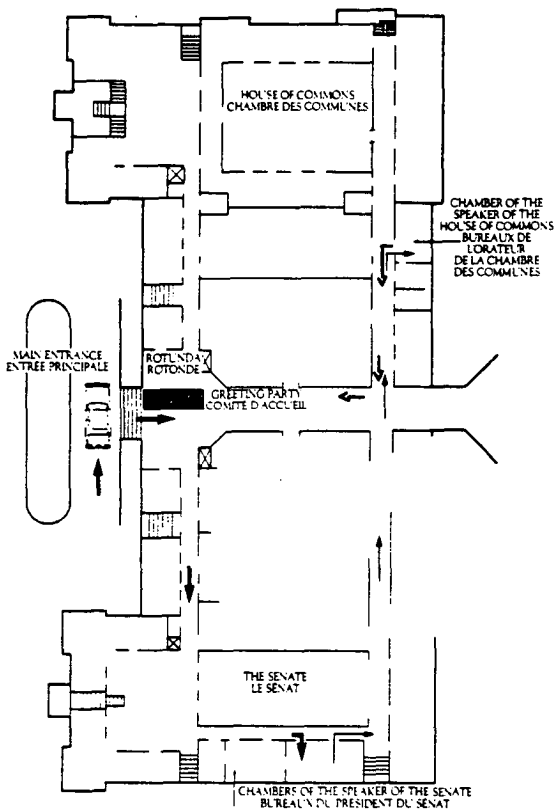 HOUSE OF COMMONS
CHAMBRE DES COMMUNES
CHAMBER OF THE
SPEAKER OF THE
HOUSE OF COMMONS
BUREAUX DE
L'ORATEUR
DE LA CHAMBRE
DES COMMUNES
MAIN ENTRANCE
ENTRÉE PRINCIPALE
ROTUNDA
ROTONDE
GREETING PARTY
COMITÉ D'ACCUEIL
THE SENATE
LE SÉNAT
CHAMBERS OF THE SPEAKER OF THE SENATE
BUREAUX DU PRÉSIDENT DU SÉNAT